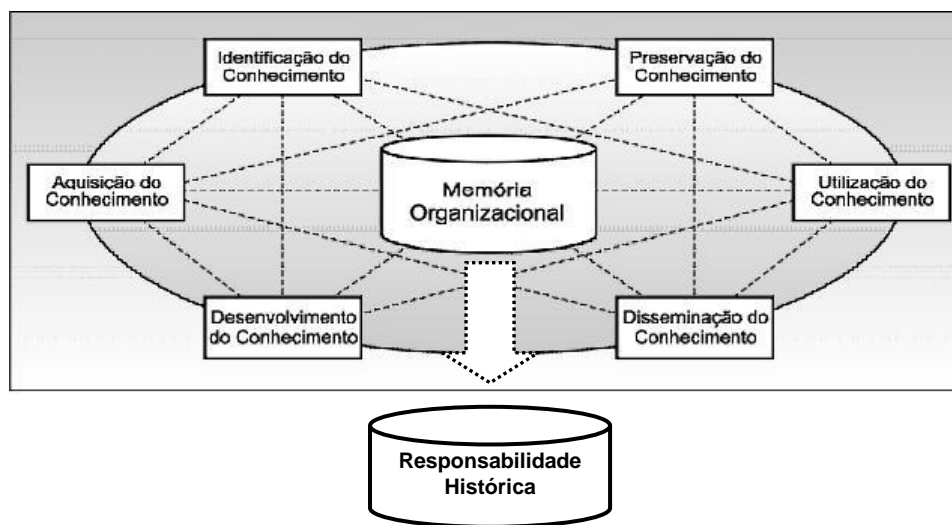 Identificação do
Conhecimento
Preservação do
Conhecimento
Aquisição do
Conhecimento
Memória
Organizacional
Utilização do
Conhecimento
Desenvolvimento
do Conhecimento
Disseminação do
Conhecimento
Responsabilidade
Histórica